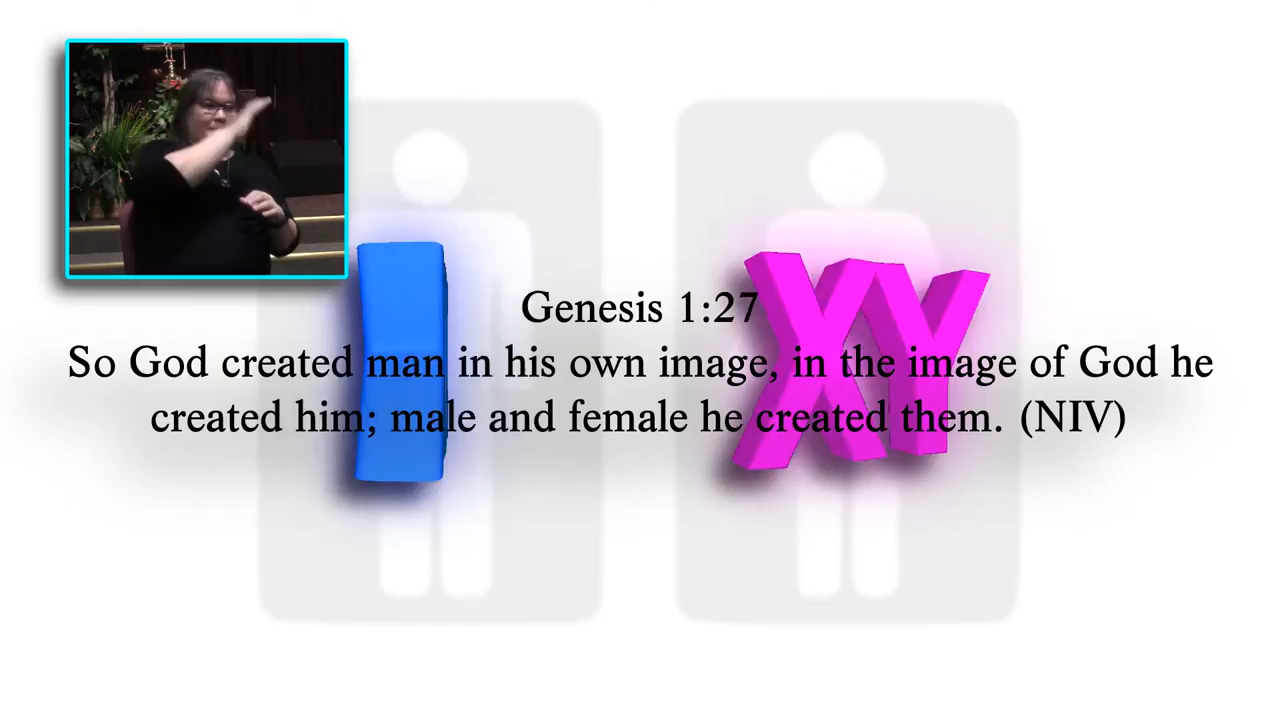 Genesis 1:27
So God created man in his own image, in the image of God he
created him; male and female he created them. (NIV)
XY